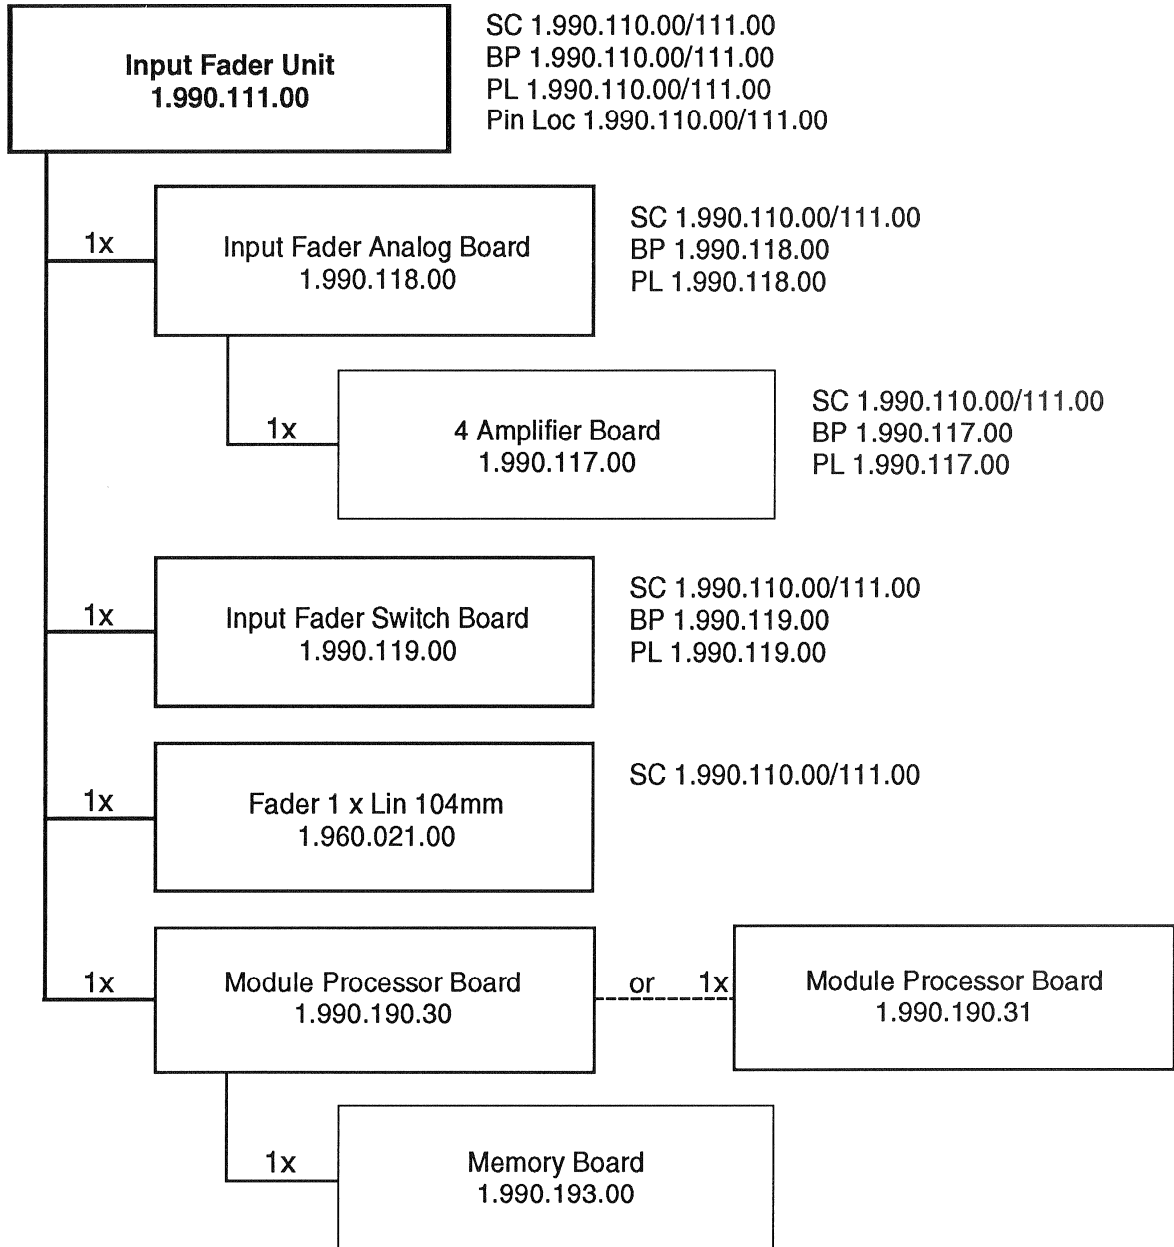 Input Fader Unit
1.990.111.00
SC 1.990.110.00/111.00
BP 1.990.110.00/111.00
PL 1.990.110.00/111.00
Pin Loc 1.990.110.00/111.00
1x
Input Fader Analog Board
1.990.118.00
SC 1.990.110.00/111.00
BP 1.990.118.00
PL 1.990.118.00
1x
4 Amplifier Board
1.990.117.00
SC 1.990.110.00/111.00
BP 1.990.117.00
PL 1.990.117.00
1x
Input Fader Switch Board
1.990.119.00
SC 1.990.110.00/111.00
BP 1.990.119.00
PL 1.990.119.00
1x
Fader 1 x Lin 104mm
1.960.021.00
SC 1.990.110.00/111.00
1x
Module Processor Board
1.990.190.30
or 1x
Module Processor Board
1.990.190.31
1x
Memory Board
1.990.193.00